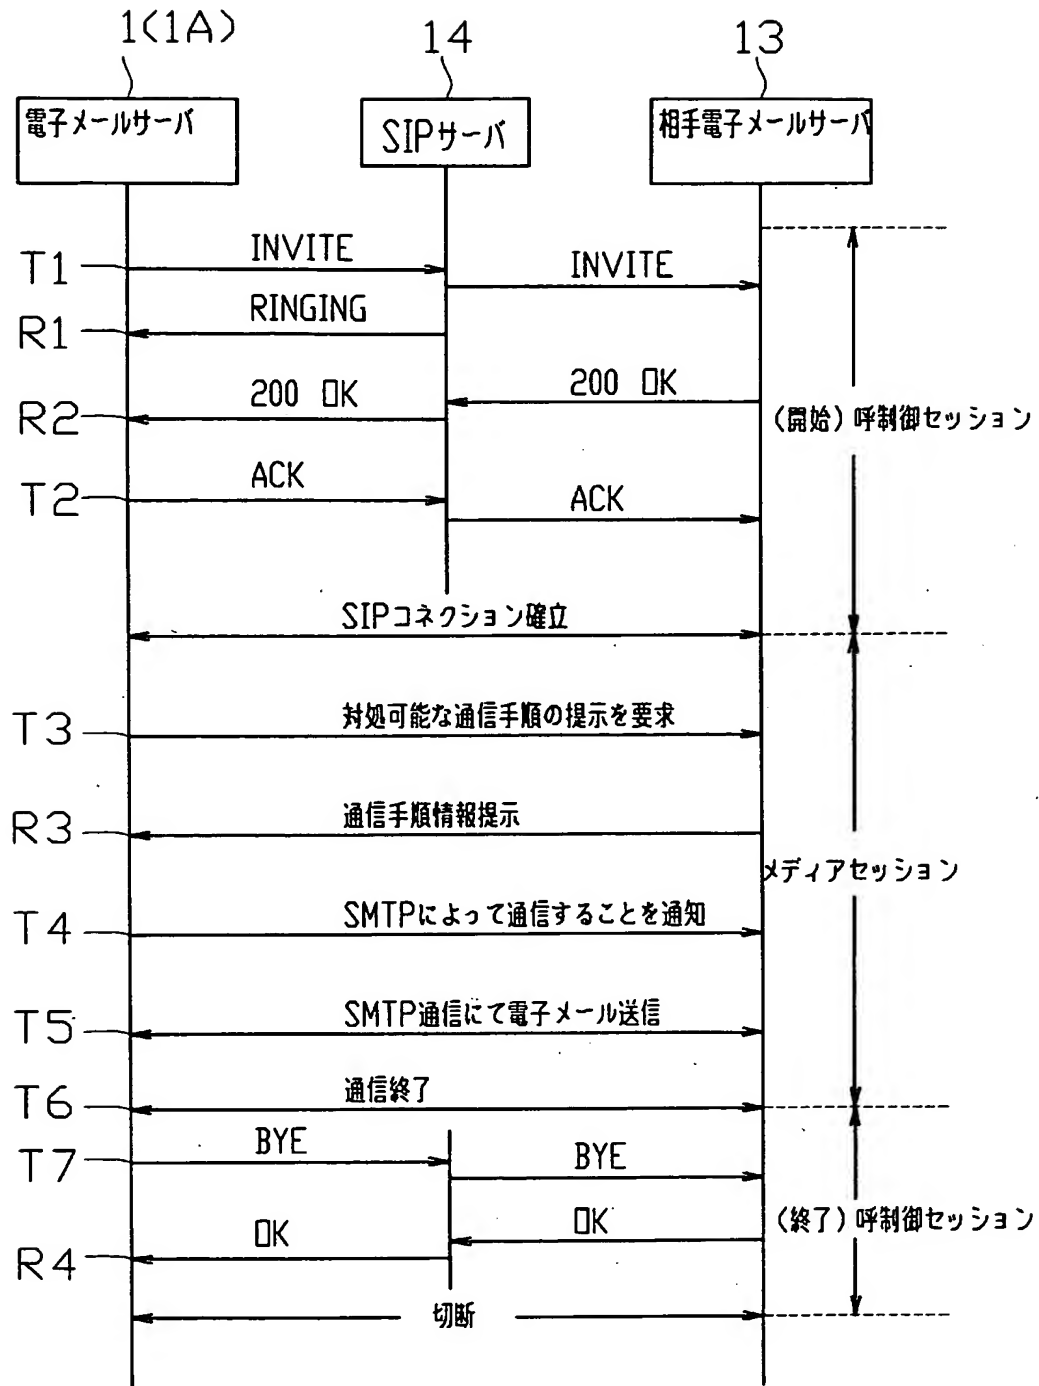 1(1A)
14
13
電子メールサーバ
SIPサーバ
相手電子メールサーバ
T1
INVITE
INVITE
R1
RINGING
R2
200 OK
200 OK
(開始)呼制御セッション
T2
ACK
ACK
SIPコネクション確立
T3
対処可能な通信手順の提示を要求
R3
通信手順情報提示
メディアセッション
T4
SMTPによって通信することを通知
T5
SMTP通信にて電子メール送信
T6
通信終了
T7
BYE
BYE
R4
OK
OK
(終了)呼制御セッション
切断